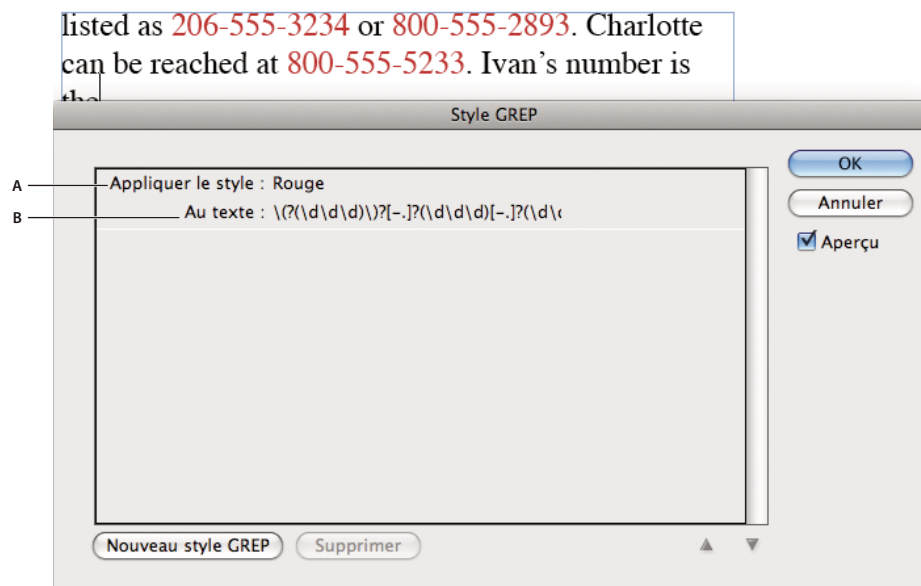 listed as 206-555-3234 or 800-555-2893. Charlotte
can be reached at 800-555-5233. Ivan’s number is
the
Style GREP
A
Appliquer le style : Rouge
B
Au texte : \(?(\d\d\d)\)?[-.]?(\d\d\d)[-.]?(\d\
OK
Annuler
Aperçu
Nouveau style GREP
Supprimer